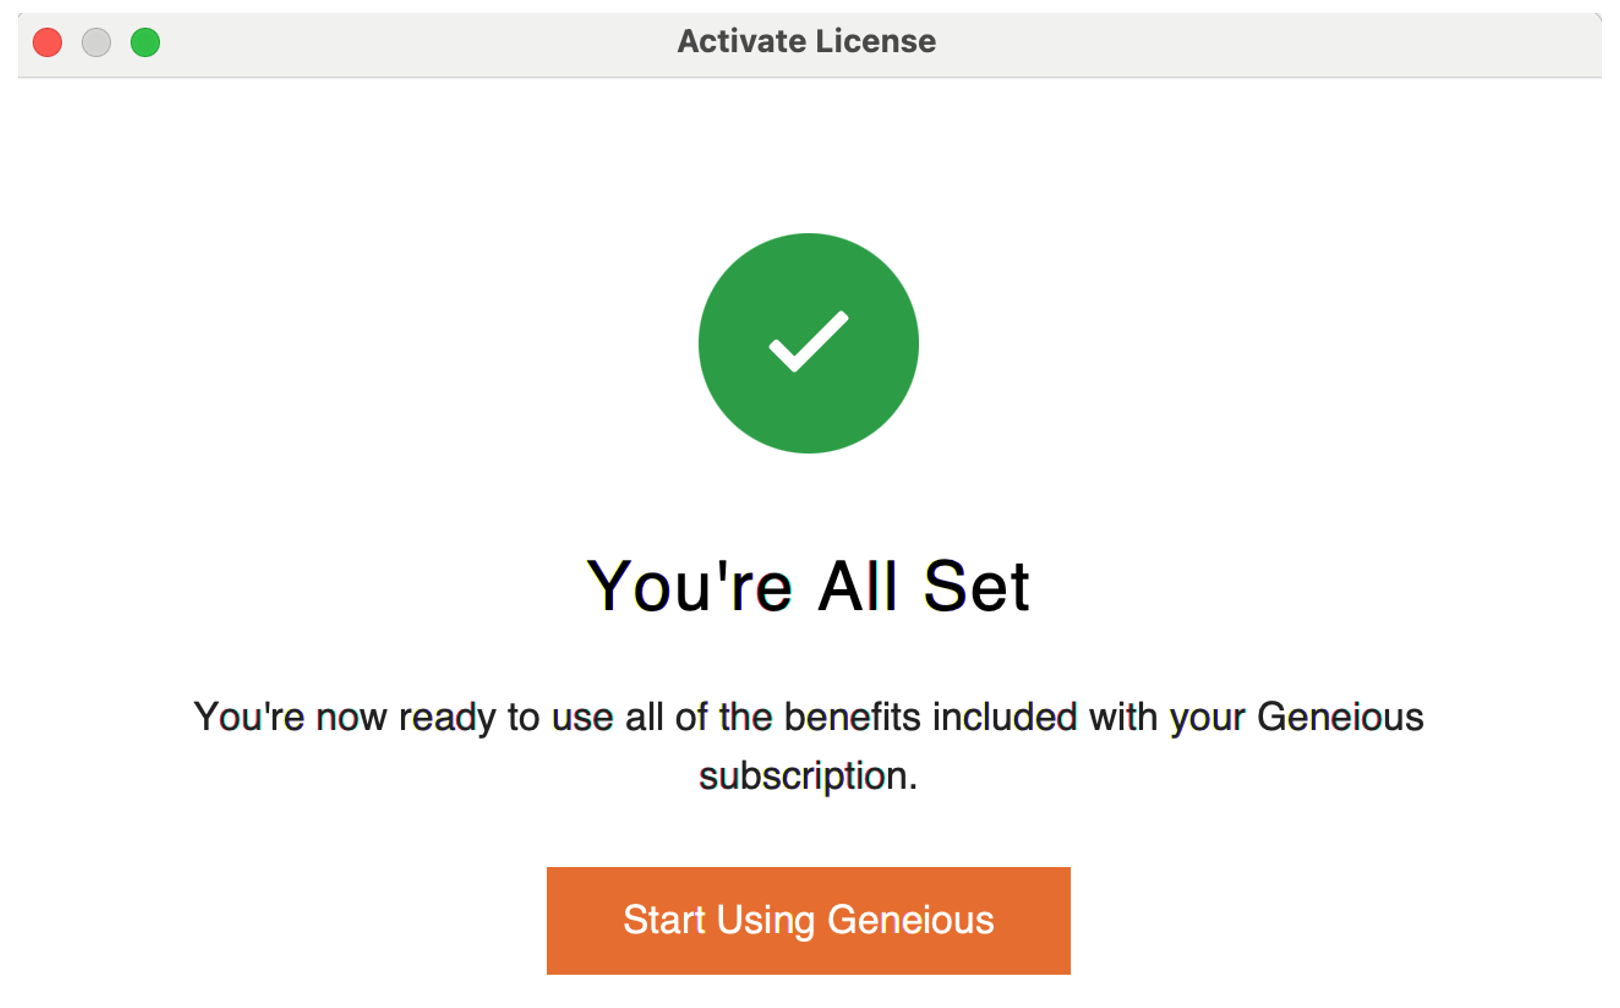 Activate License
You're All Set
You're now ready to use all of the benefits included with your Geneious
subscription.
Start Using Geneious